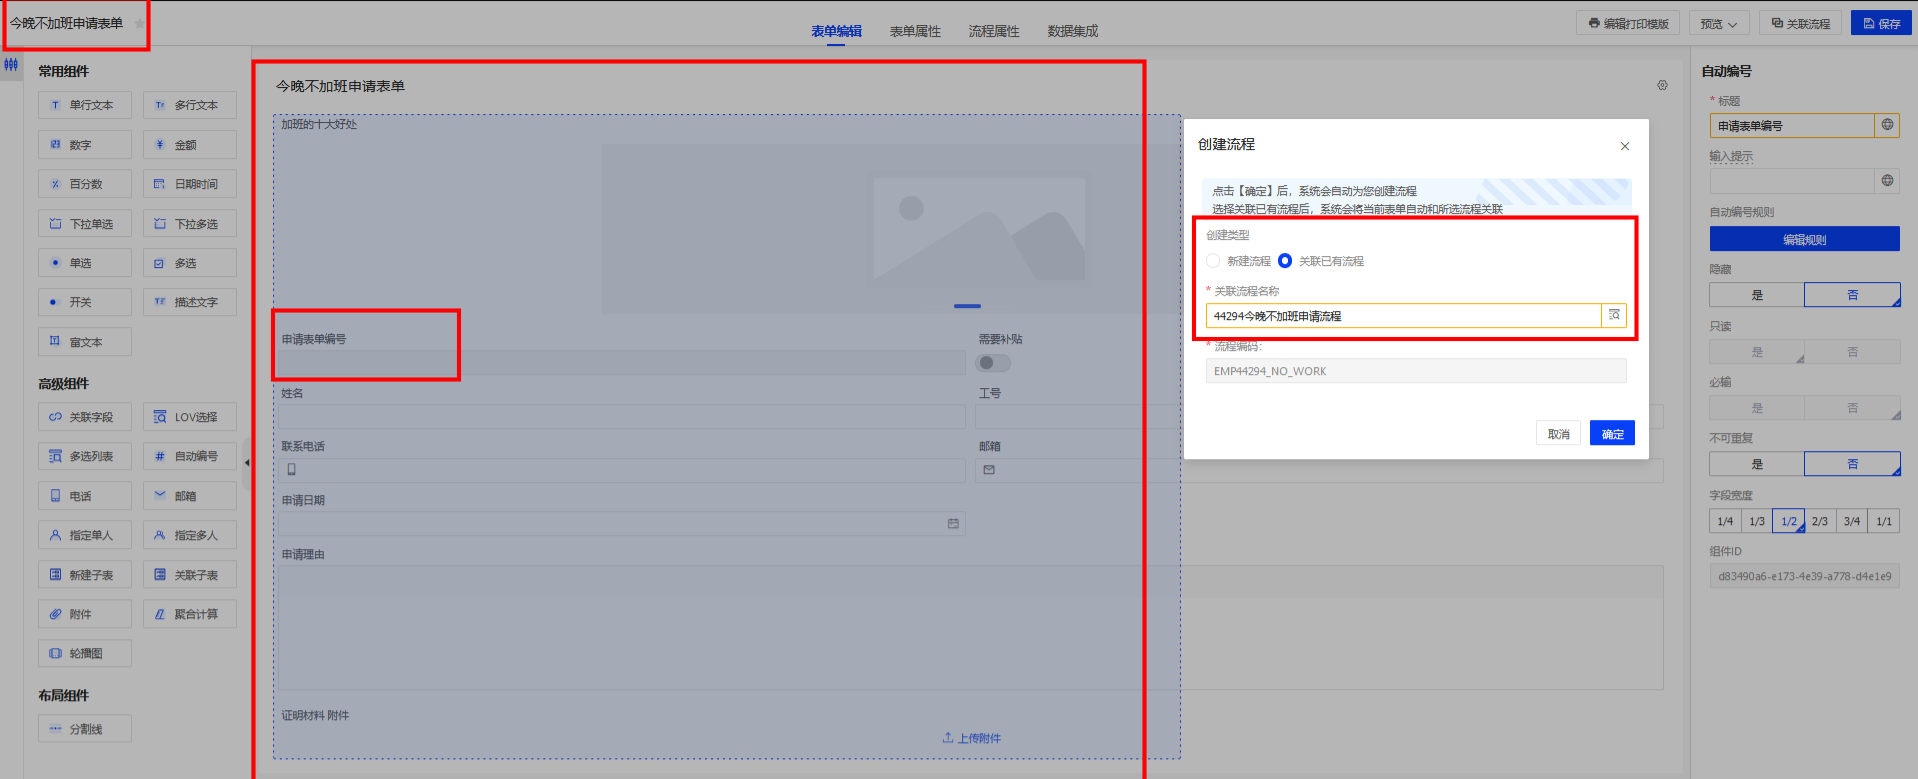 今晚不加班申请表单
表单编辑
表单属性
流程属性
数据集成
编辑打印模版
预览
关联流程
保存
常用组件
单行文本
多行文本
数字
金额
百分数
日期时间
下拉单选
下拉多选
单选
多选
开关
描述文字
富文本
高级组件
关联字段
LOV选择
多选列表
自动编号
电话
邮箱
指定单人
指定多人
新建子表
关联子表
附件
聚合计算
轮播图
布局组件
分割线
今晚不加班申请表单
加班的十大好处
申请表单编号
需要补贴
姓名
工号
联系电话
邮箱
申请日期
申请理由
证明材料 附件
上传附件
创建流程
点击【确定】后，系统会自动为您创建流程
选择关联已有流程后，系统会将当前表单自动和所选流程关联
创建类型
新建流程
关联已有流程
* 关联流程名称
44294今晚不加班申请流程
* 流程编码：
EMP44294_NO_WORK
取消
确定
自动编号
* 标题
申请表单编号
输入提示
自动编号规则
编辑规则
隐藏
是
否
只读
是
否
必输
是
否
不可重复
是
否
字段宽度
1/4
1/3
1/2
2/3
3/4
1/1
组件ID
d83490a6-e173-4e39-a778-d4e1e9